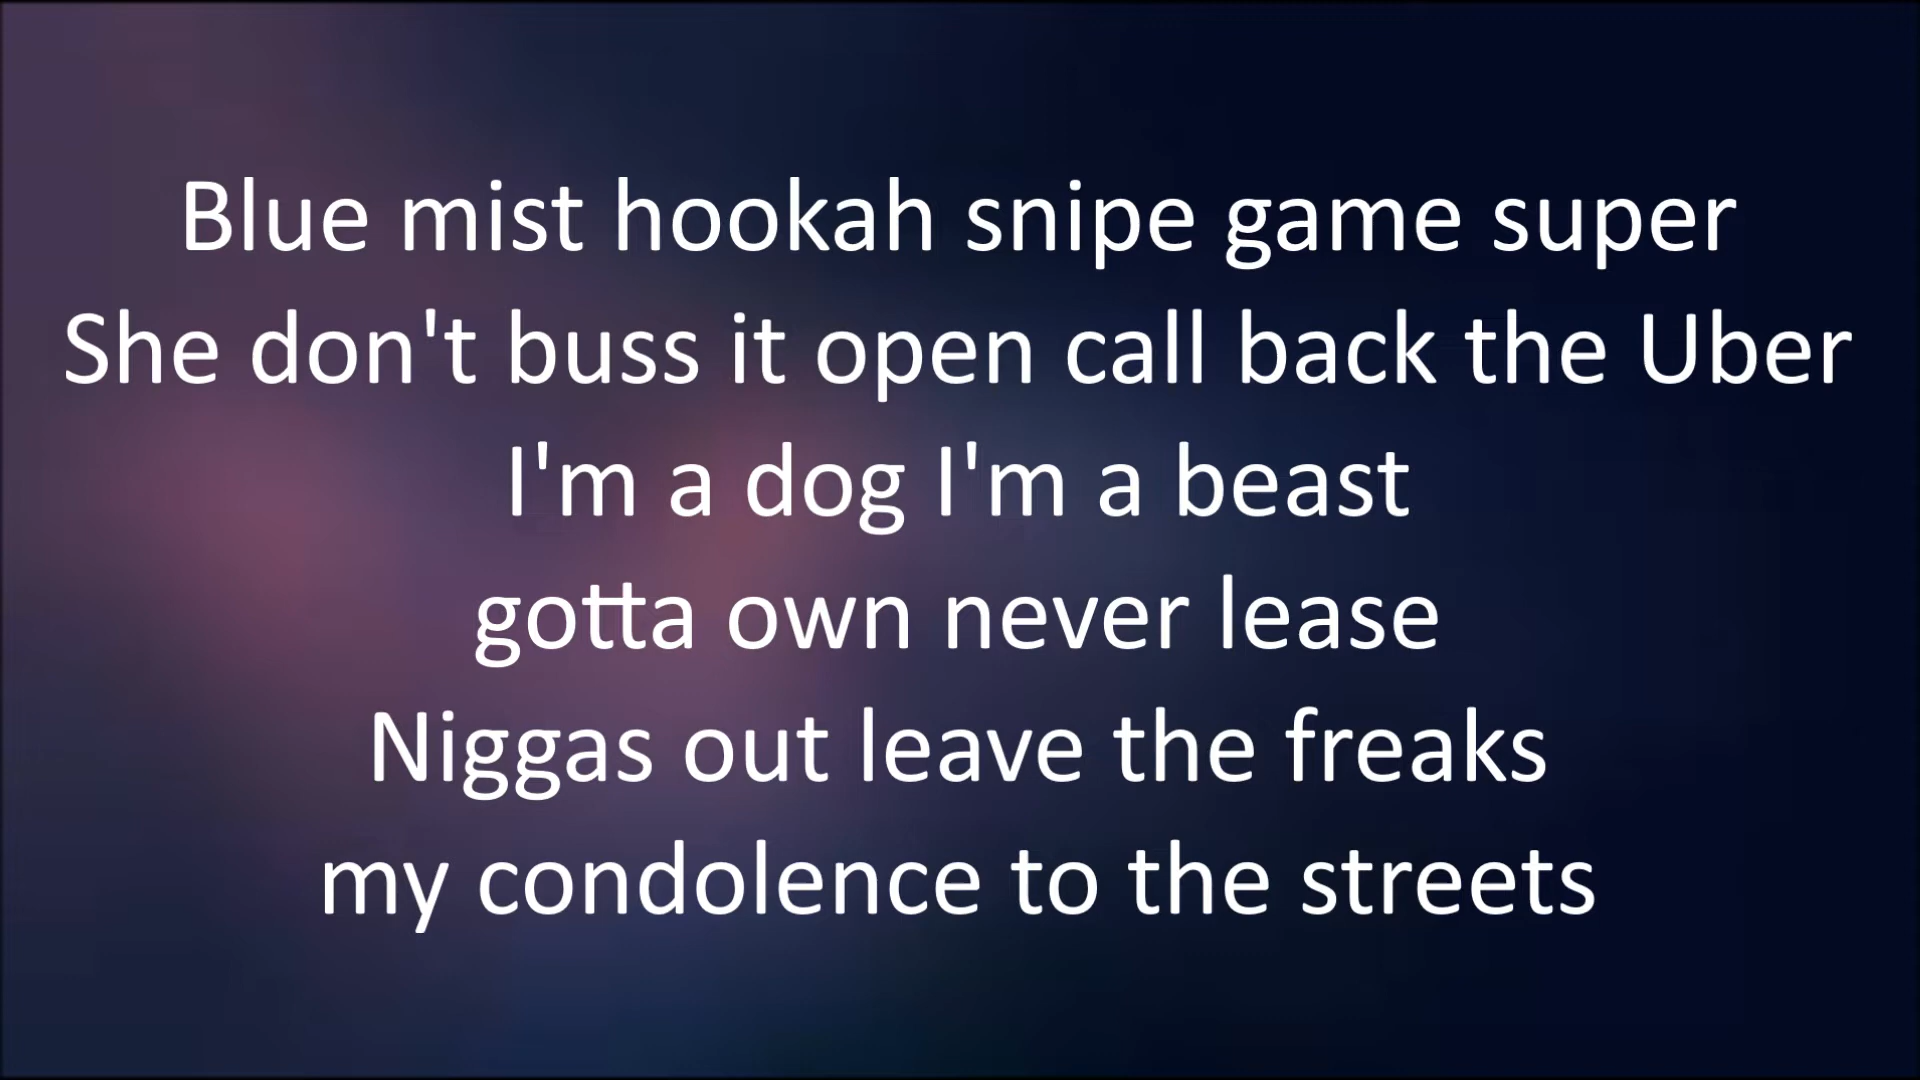 Blue mist hookah snipe game super
She don't buss it open call back the Uber
I'm a dog I'm a beast
gotta own never lease
Niggas out leave the freaks
my condolence to the streets